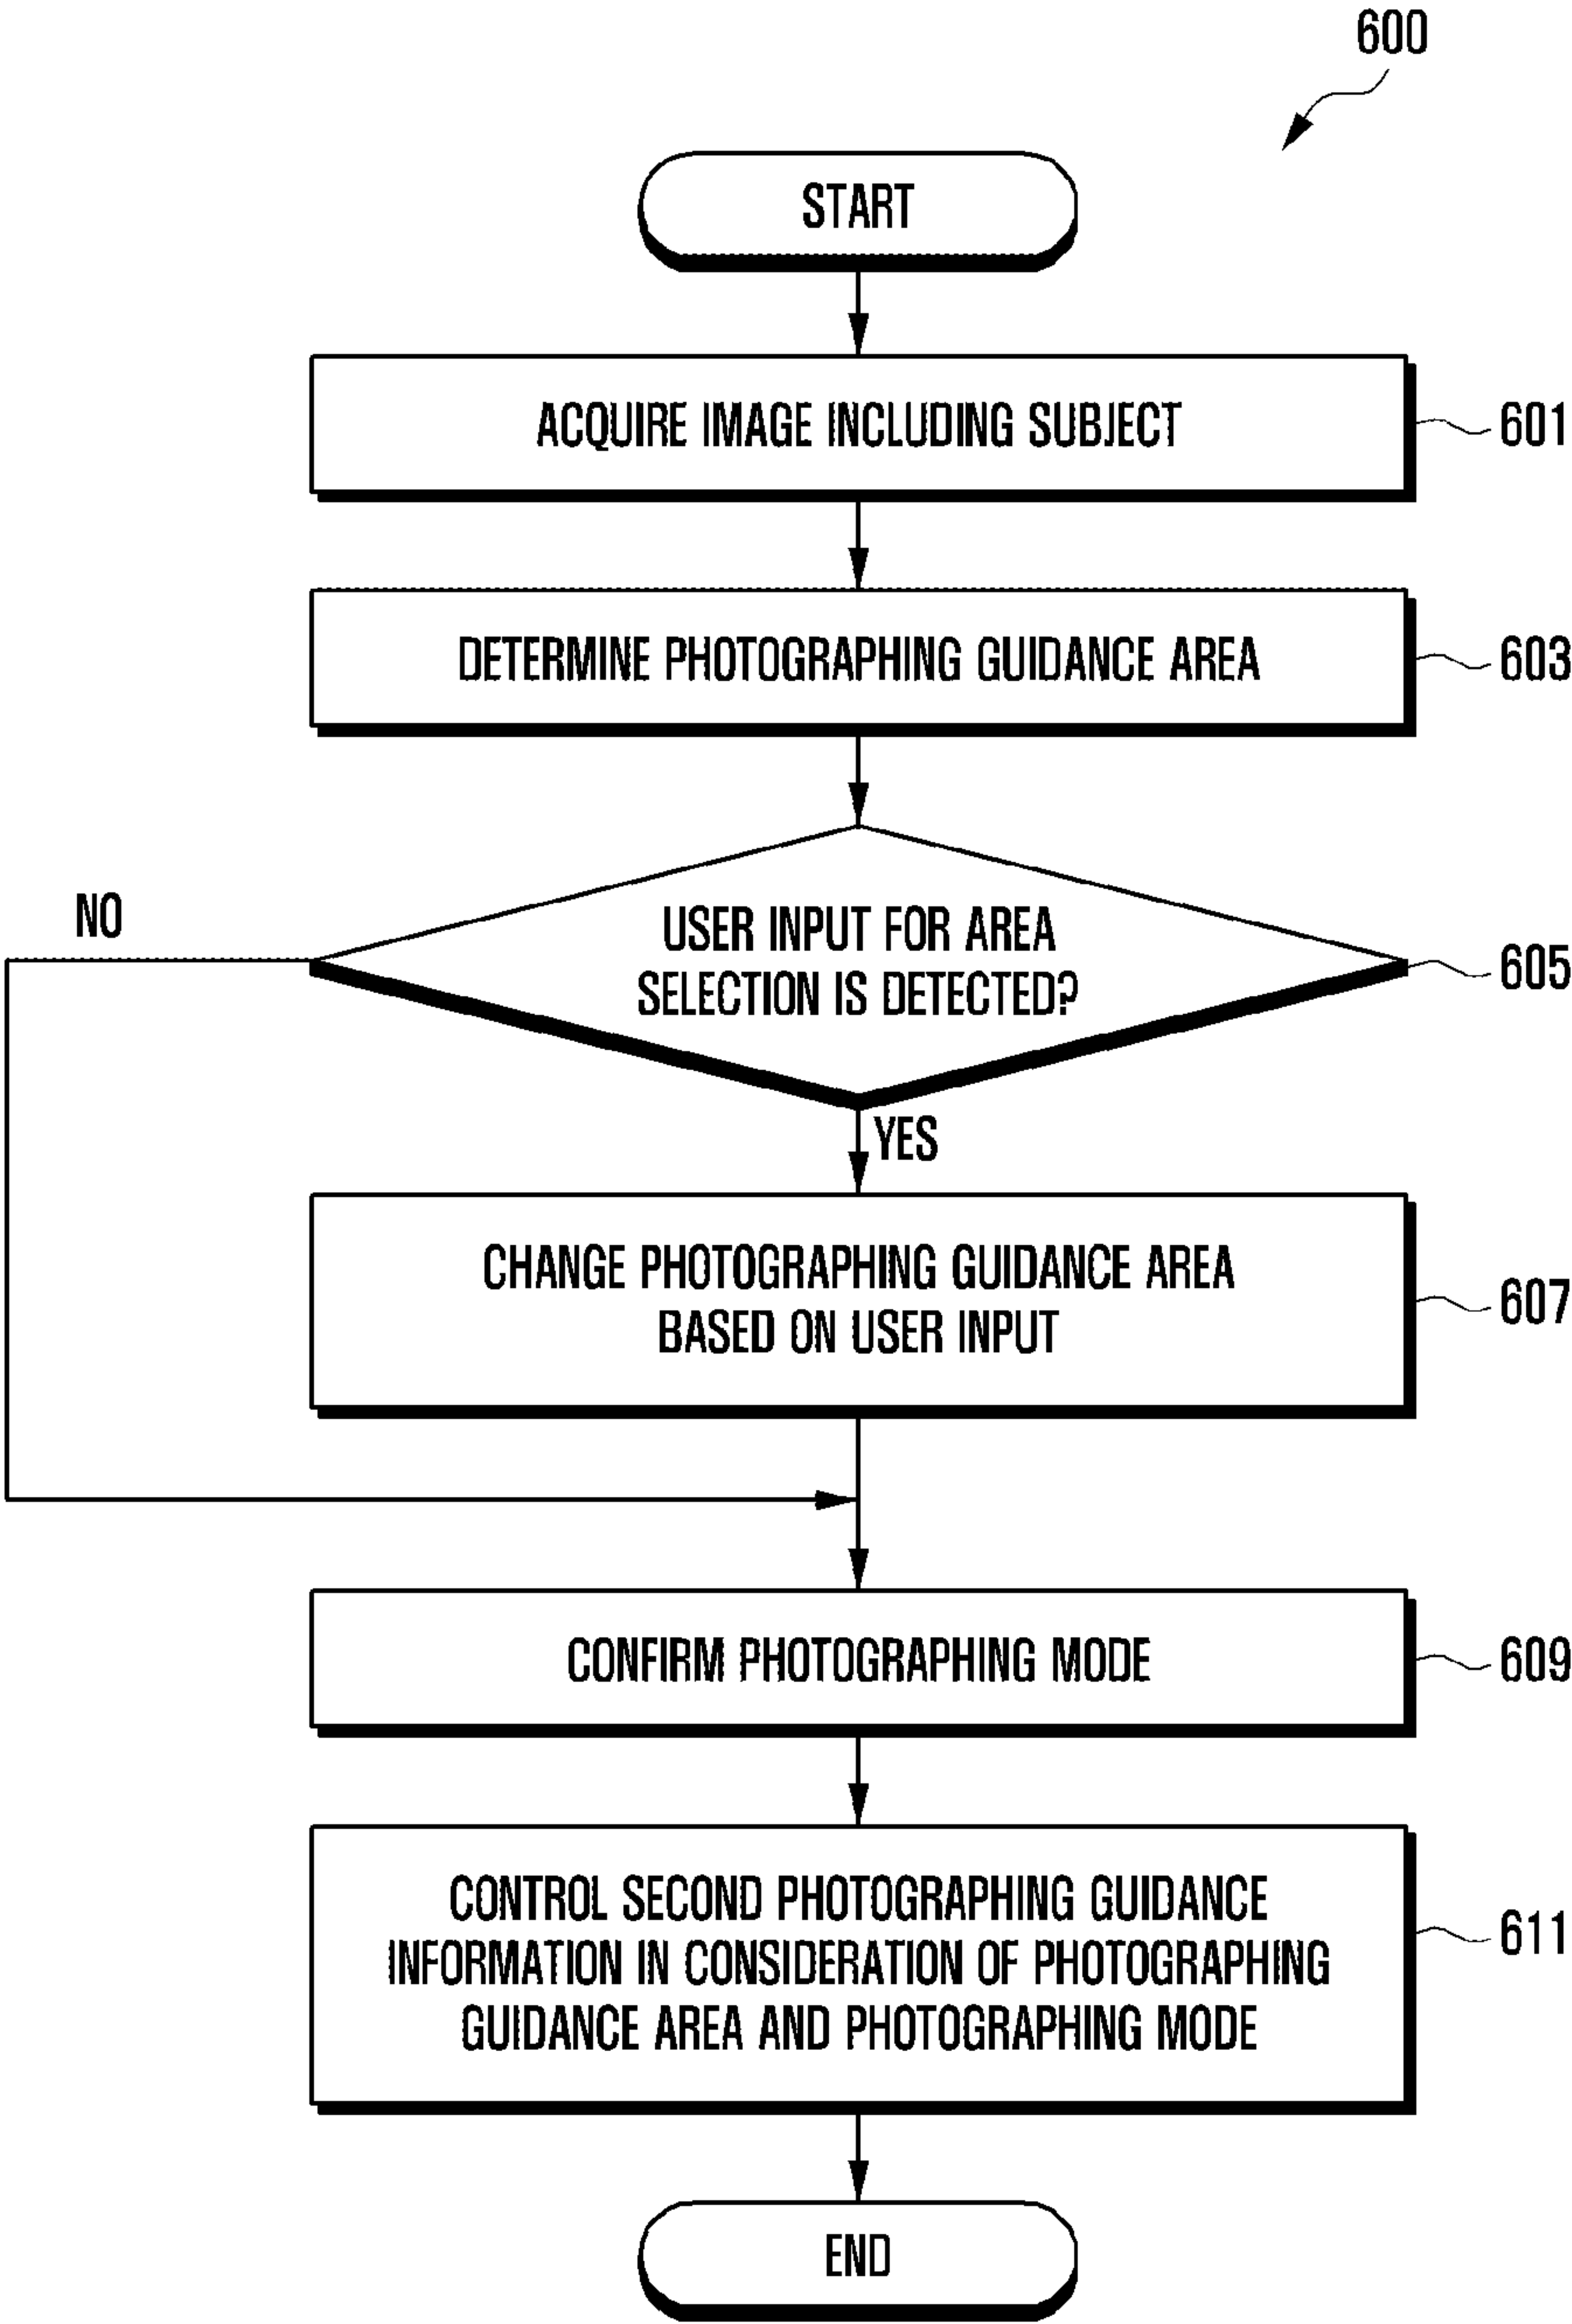 600
START
ACQUIRE IMAGE INCLUDING SUBJECT
601
DETERMINE PHOTOGRAPHING GUIDANCE AREA
603
NO
USER INPUT FOR AREA
SELECTION IS DETECTED?
605
YES
CHANGE PHOTOGRAPHING GUIDANCE AREA
BASED ON USER INPUT
607
CONFIRM PHOTOGRAPHING MODE
609
CONTROL SECOND PHOTOGRAPHING GUIDANCE
INFORMATION IN CONSIDERATION OF PHOTOGRAPHING
GUIDANCE AREA AND PHOTOGRAPHING MODE
611
END